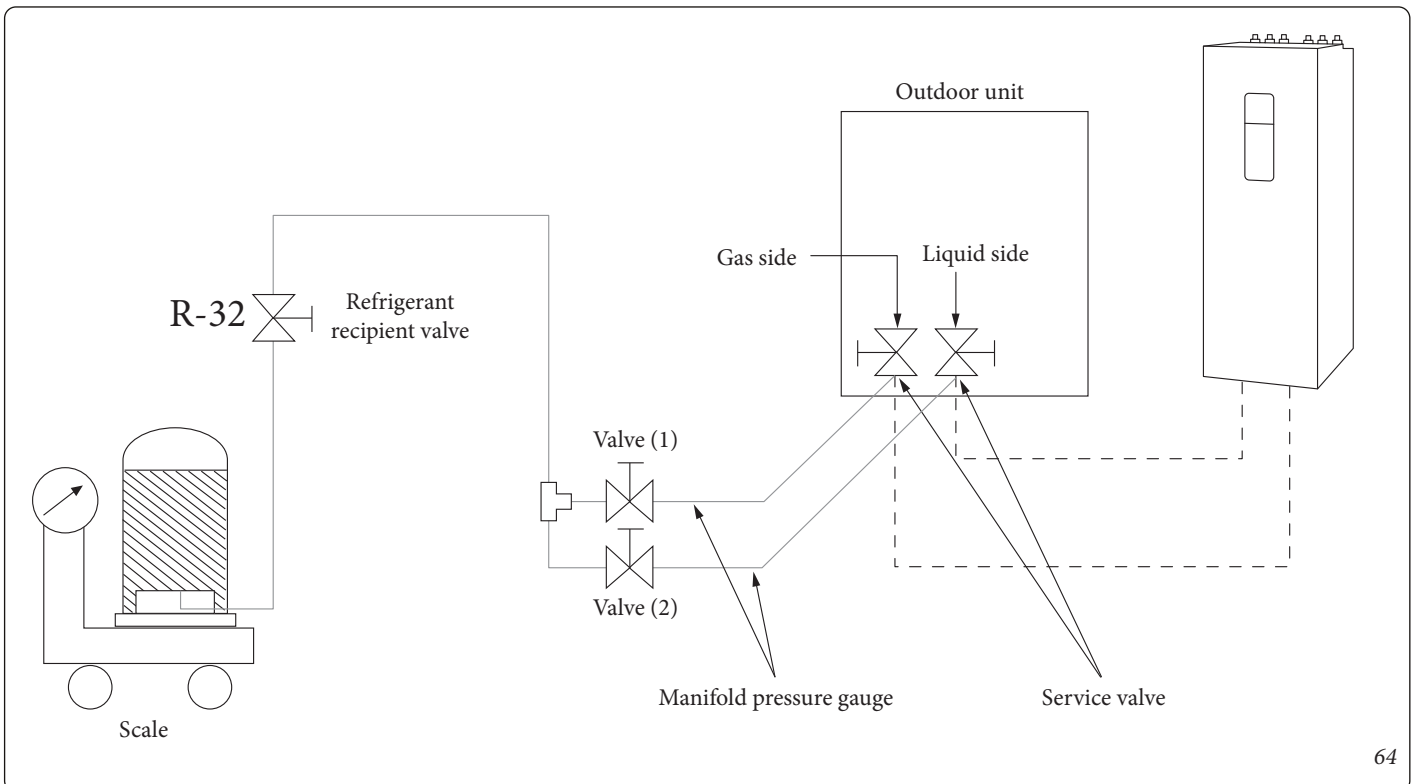 Outdoor unit
Gas side
Liquid side
R-32
Refrigerant
recipient valve
Valve (1)
Valve (2)
Manifold pressure gauge
Service valve
Scale
64